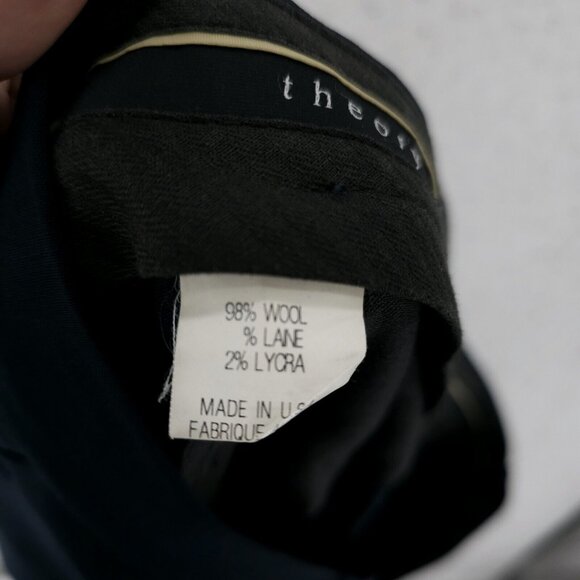 theory
98% WOOL
% LANE
2% LYCRA
MADE IN U.S
FABRIQUE